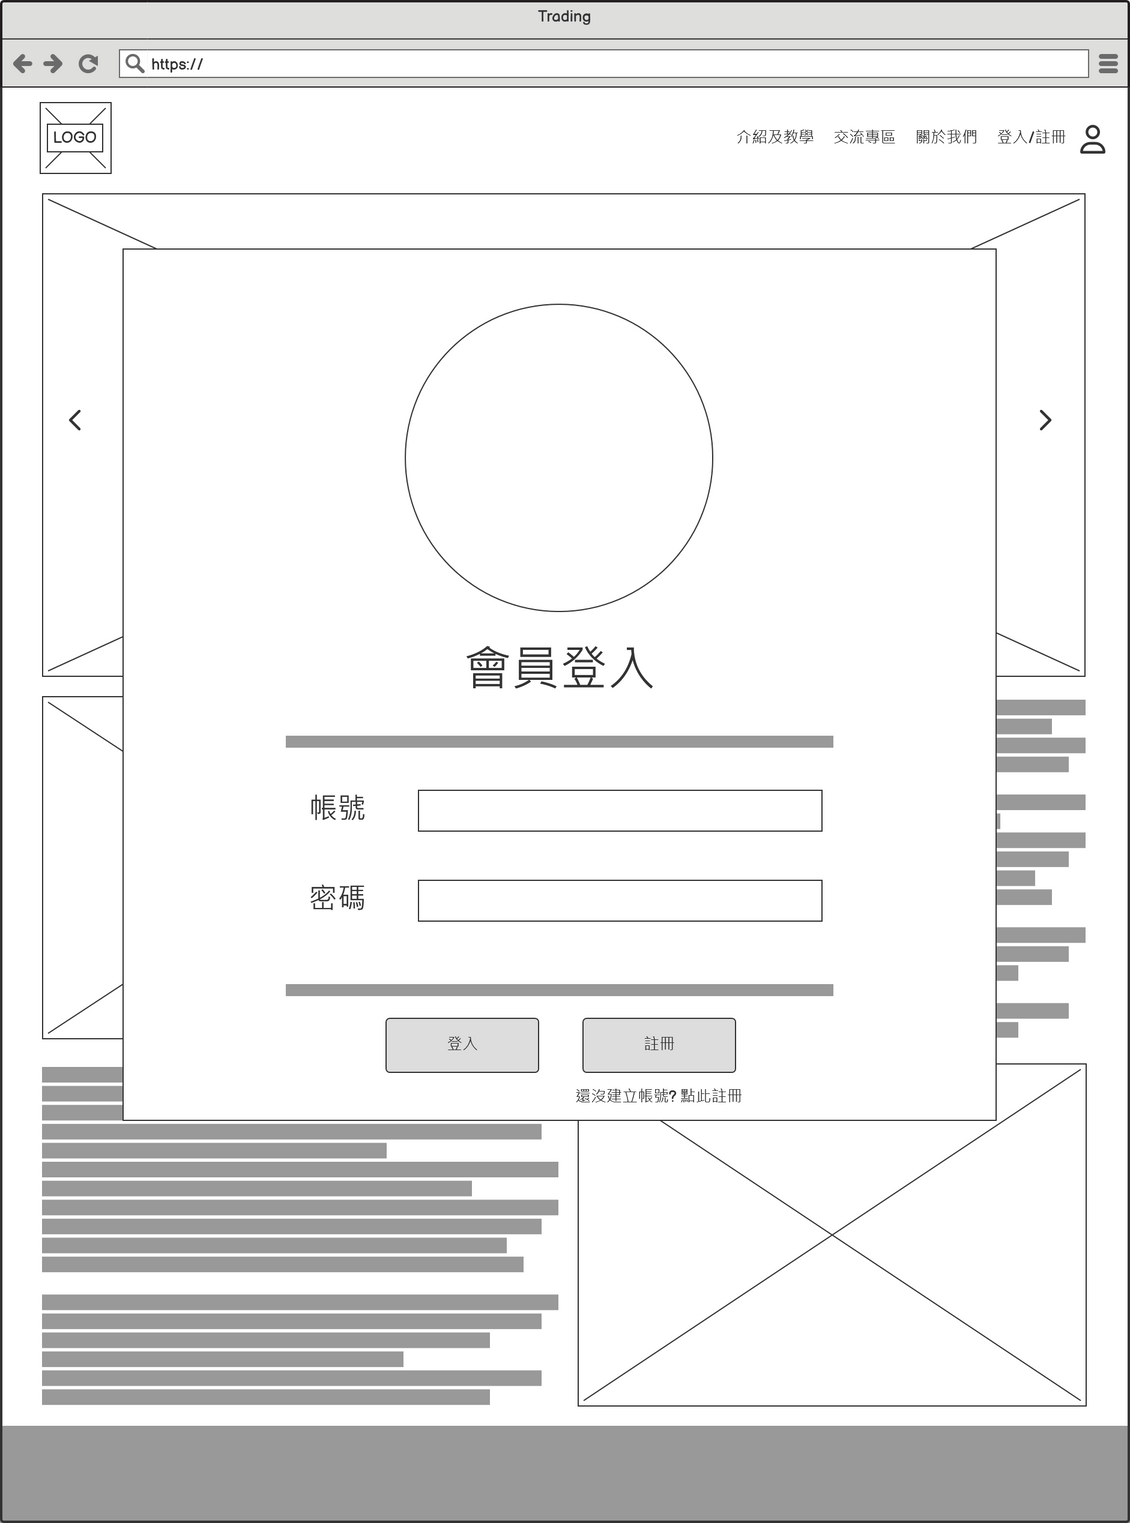 Trading
https://
LOGO
介紹及教學 交流專區 關於我們 登入/註冊
會員登入
帳號
密碼
登入 註冊
還沒建立帳號? 點此註冊